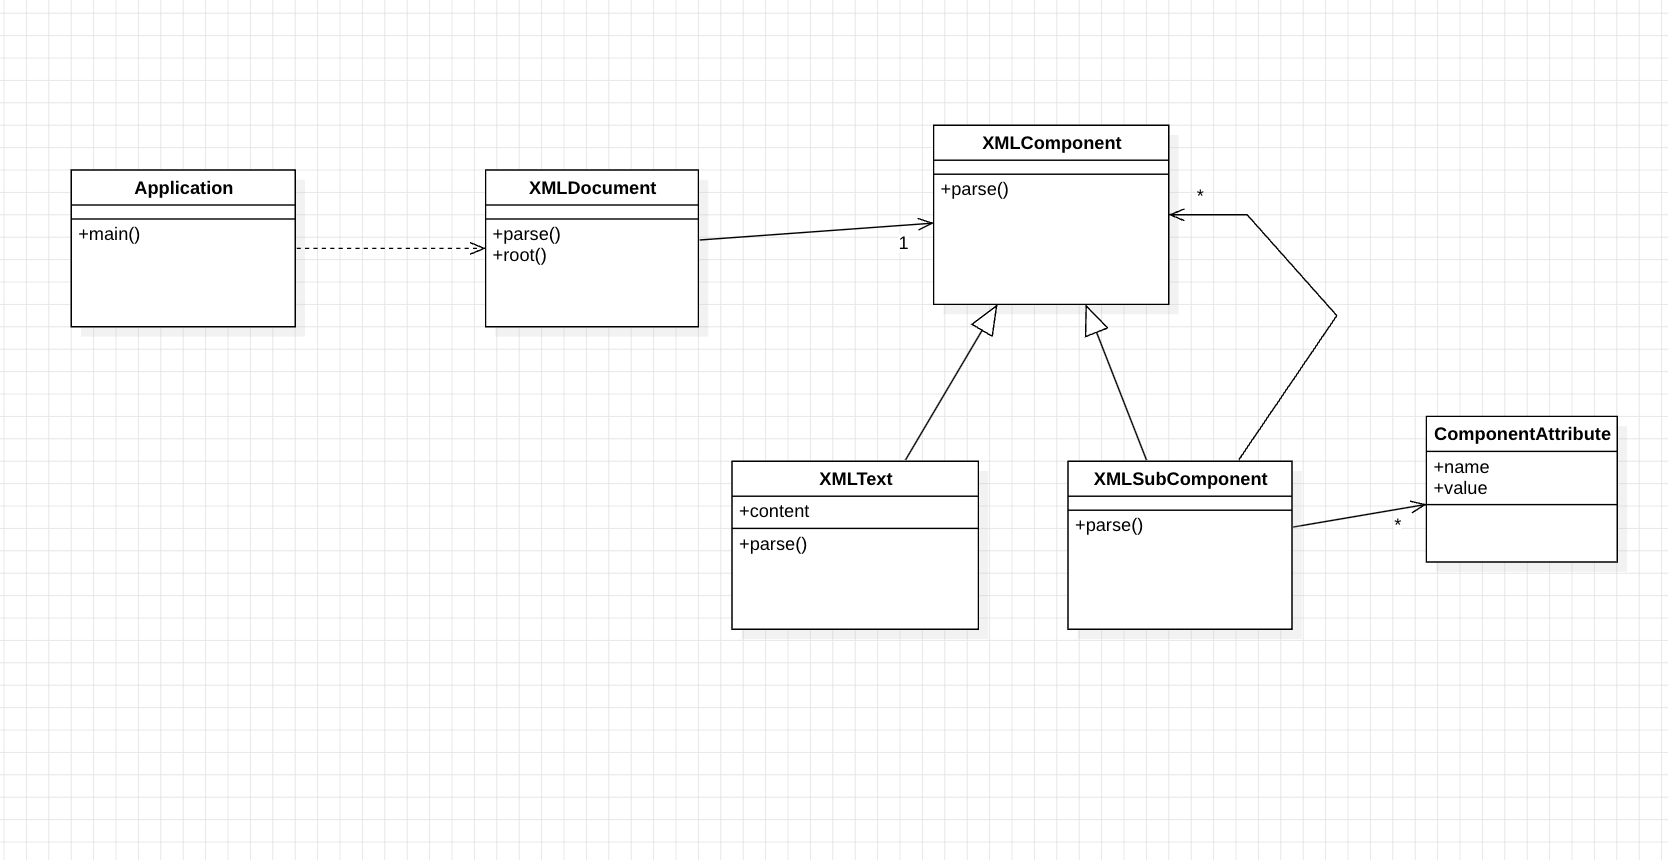 Application
+main()
XMLDocument
+parse()
+root()
1
XMLComponent
+parse()
*
XMLText
+content
+parse()
XMLSubComponent
+parse()
*
ComponentAttribute
+name
+value